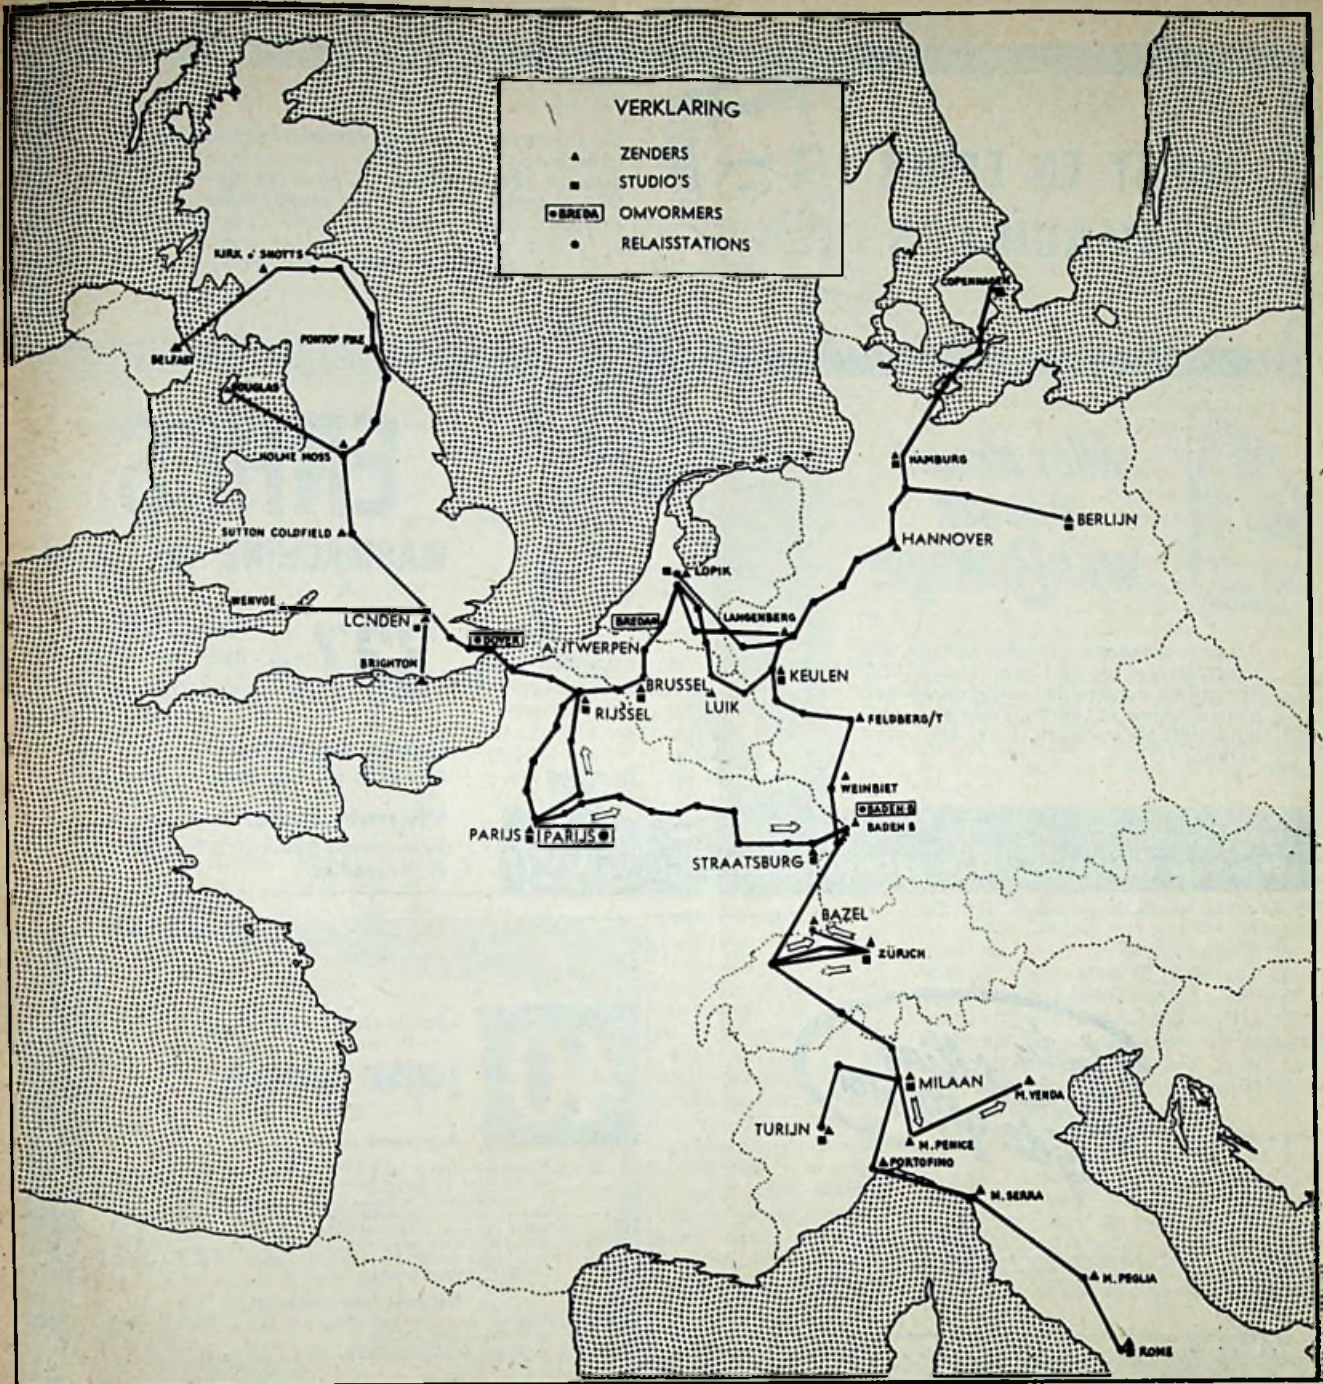 VERKLARING
ZENDERS
STUDIO'S
BREDA OMVORMERS
RELAISSTATIONS
KIRK o' SHOTTS
COPENHAGEN
BELFAST
PONTOP PIKE
DOUGLAS
HOLME MOSS
HAMBURG
SUTTON COLDFIELD
BERLIJN
HANNOVER
LOPIK
WENVOE
LONDEN
BREDA
LANGENBERG
DOVER
ANTWERPEN
BRIGHTON
KEULEN
BRUSSEL
LUIK
RIJSSEL
FELDBERG/T
WEINBIET
BADEN B
BADEN B
PARIJS
PARIJS
STRAATSBURG
BAZEL
ZÜRICH
MILAAN
M. VENDA
TURIJN
M. PENICE
PORTOFINO
M. SERRA
M. PEGLIA
ROME